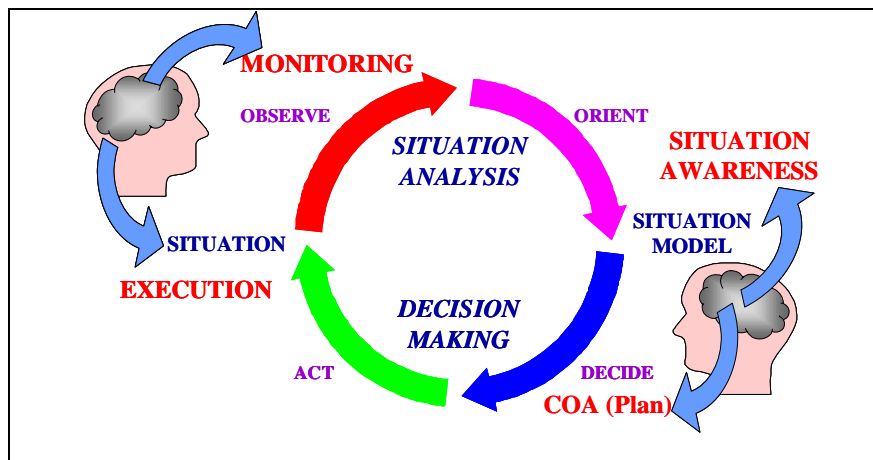 MONITORING
OBSERVE
ORIENT
SITUATION
ANALYSIS
SITUATION
AWARENESS
SITUATION
MODEL
SITUATION
EXECUTION
DECISION
MAKING
ACT
DECIDE
COA (Plan)